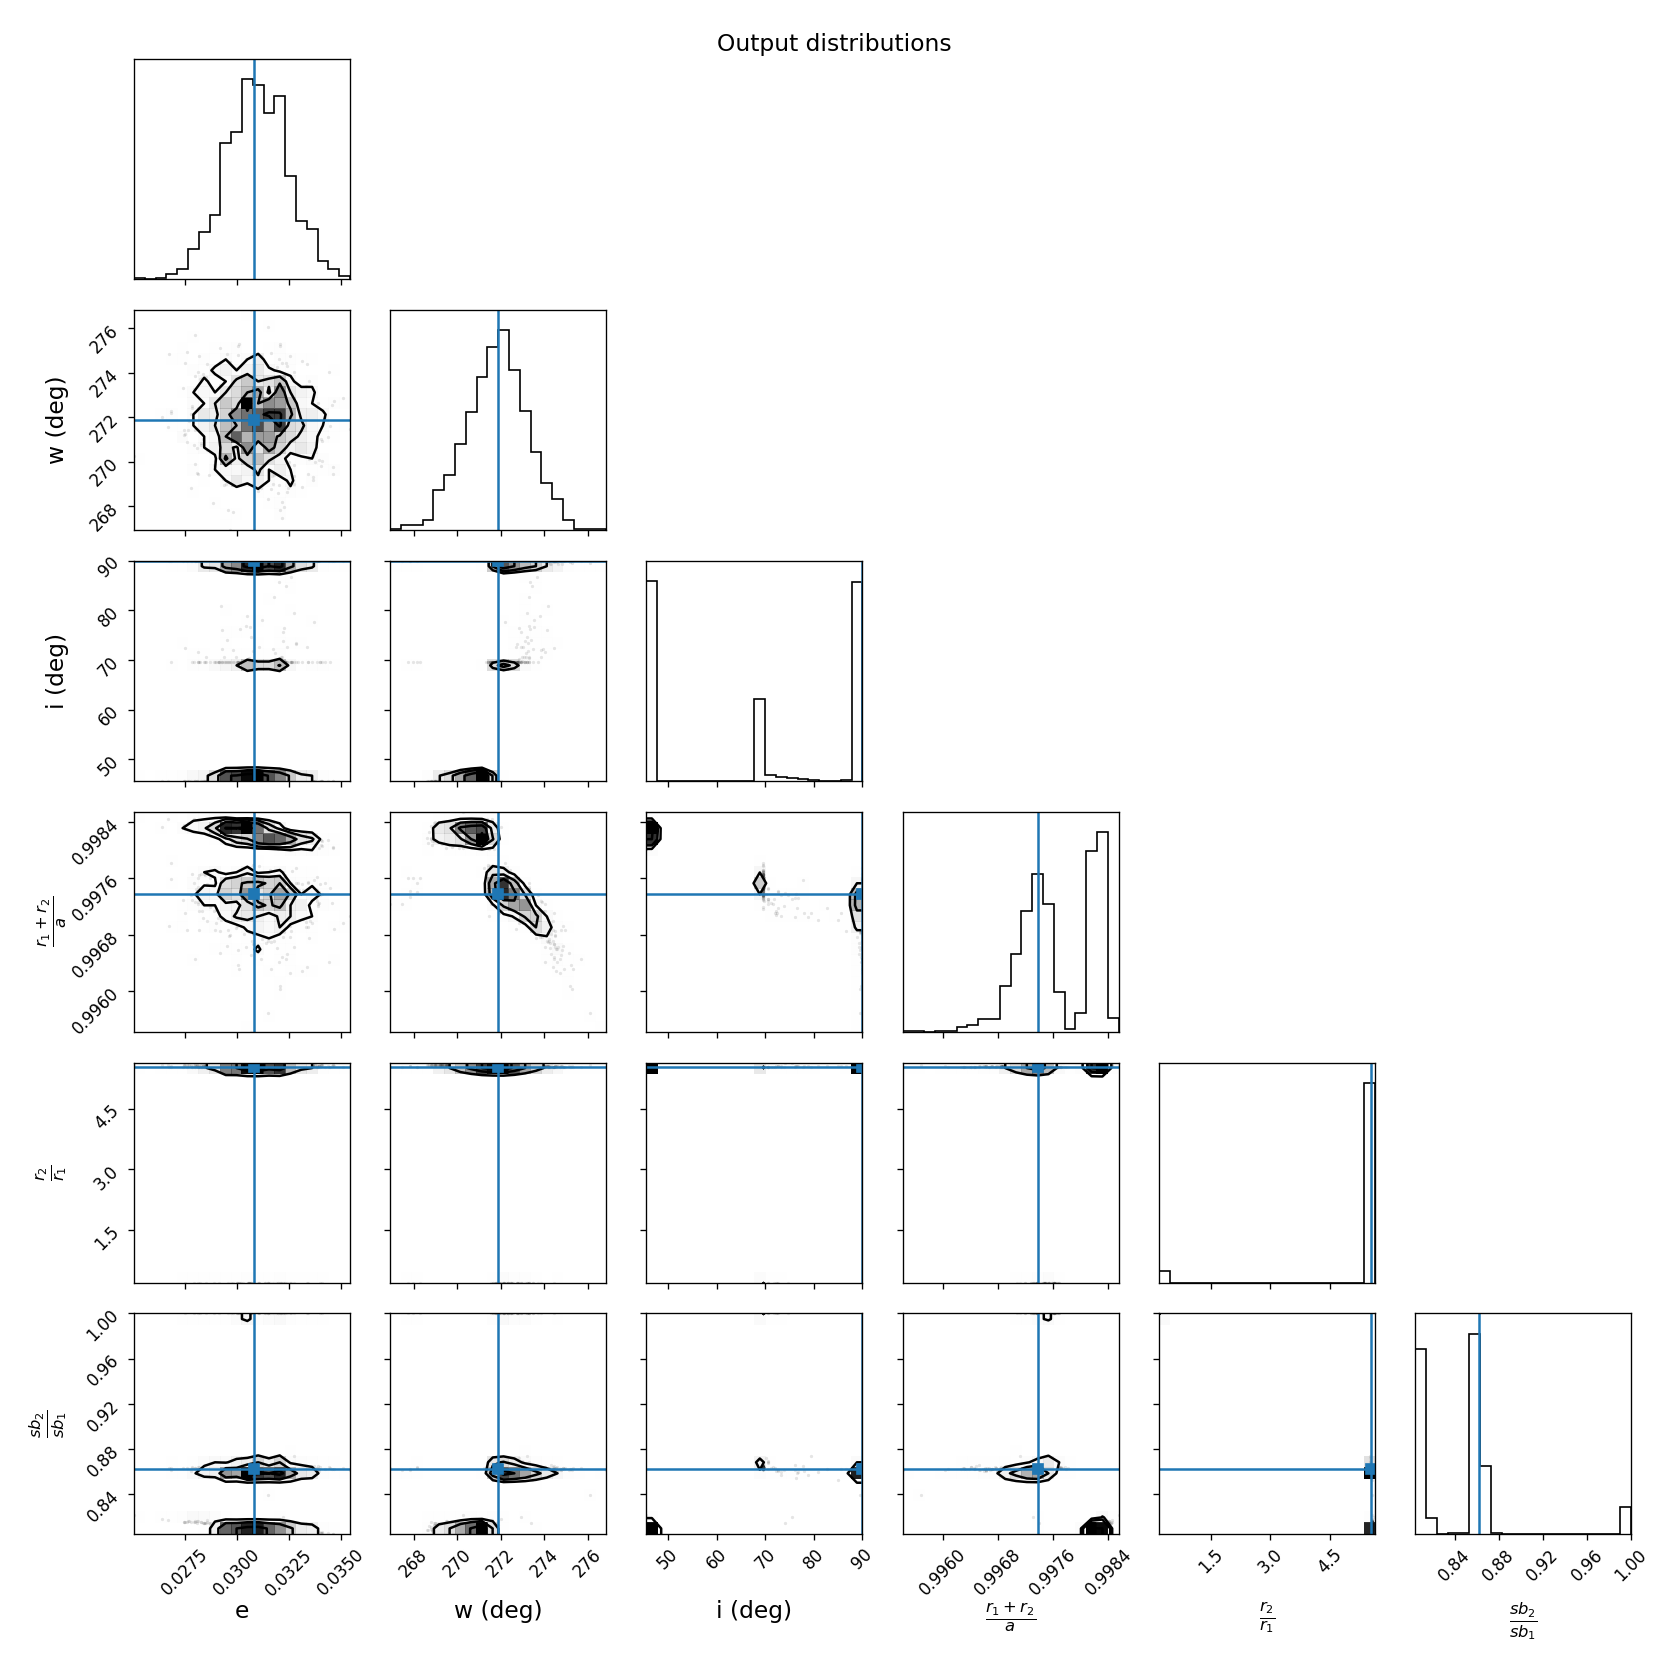 Output distributions
276
274
272
270
268
w (deg)
90
80
70
60
50
i (deg)
0.9984
0.9976
0.9968
0.9960
r1 + r2
a
4.5
3.0
1.5
r2
r1
1.00
0.96
0.92
0.88
0.84
sb2
sb1
0.0275 0.0300 0.0325 0.0350 268 270 272 274 276 50 60 70 80 90 0.9960 0.9968 0.9976 0.9984 1.5 3.0 4.5 0.84 0.88 0.92 0.96 1.00
e w (deg) i (deg)
r1 + r2
a
r2
r1
sb2
sb1